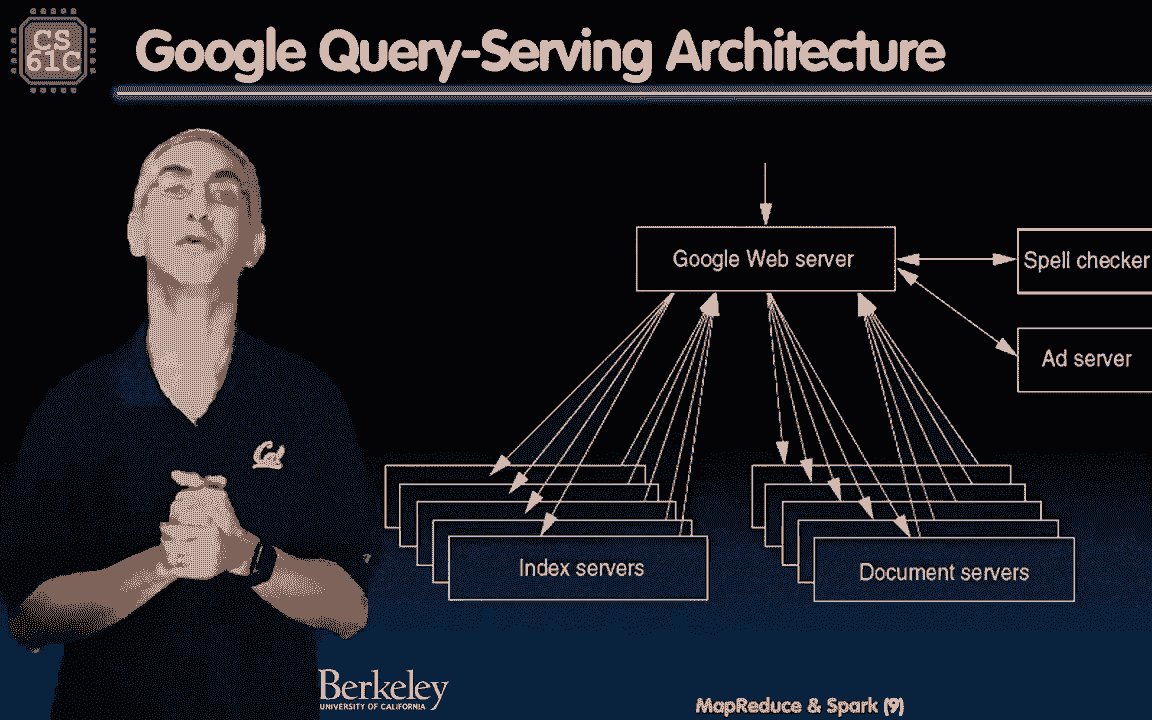 CS
61C
Google Query-Serving Architecture
Google Web server
Spell checker
Ad server
Cal
Index servers
Document servers
Berkeley
UNIVERSITY OF CALIFORNIA
MapReduce & Spark (9)